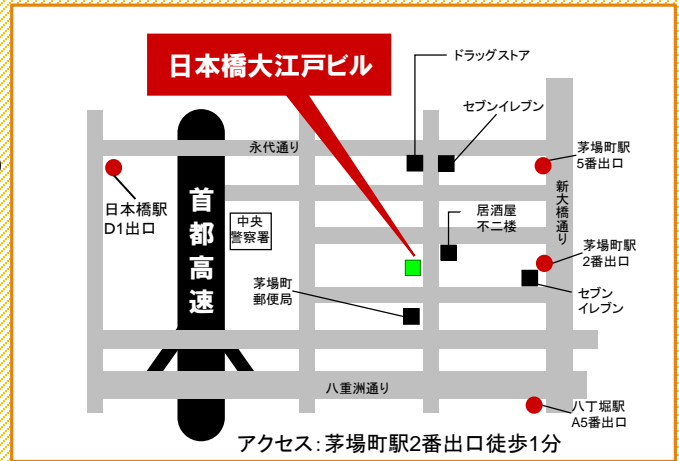 日本橋大江戸ビル
ドラッグストア
セブンイレブン
永代通り
茅場町駅
5番出口
日本橋駅
D1出口
首都高速
中央
警察署
居酒屋
不二楼
新大橋通り
茅場町駅
2番出口
茅場町
郵便局
セブン
イレブン
八重洲通り
八丁堀駅
A5番出口
アクセス：茅場町駅2番出口徒歩1分